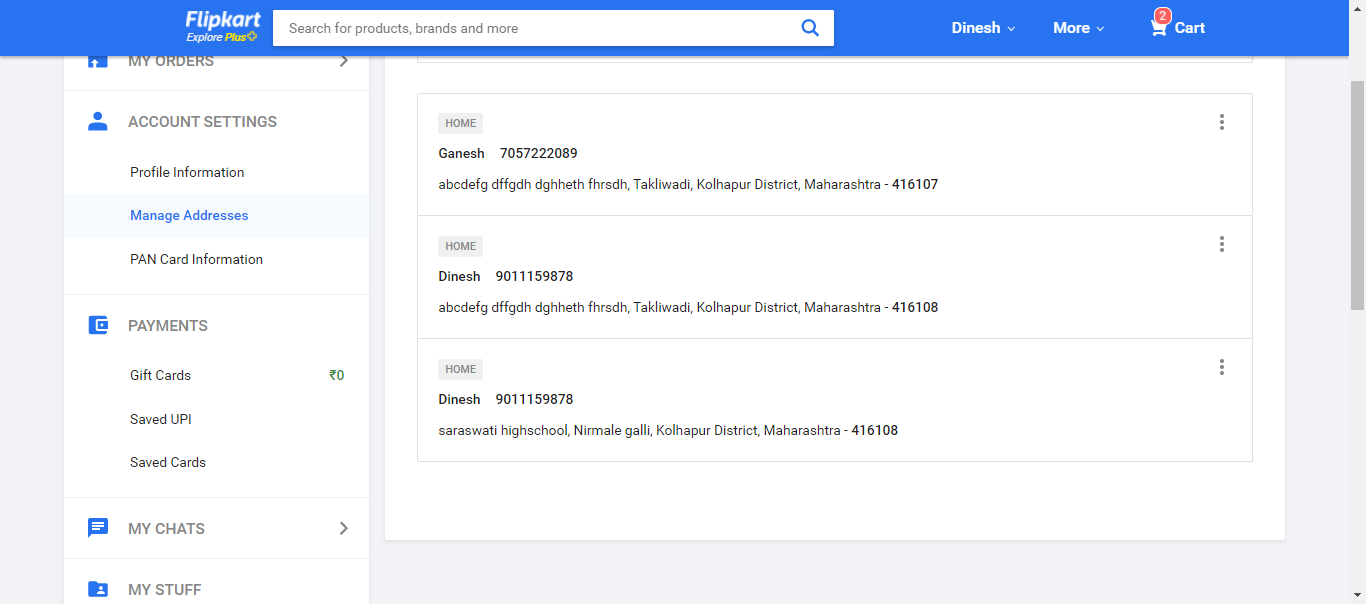 Flipkart
Explore Plus
Search for products, brands and more
Dinesh
More
2
Cart
MY ORDERS
ACCOUNT SETTINGS
Profile Information
Manage Addresses
PAN Card Information
PAYMENTS
Gift Cards ₹0
Saved UPI
Saved Cards
MY CHATS
MY STUFF
HOME
Ganesh 7057222089
abcdefg dffgdh dghheth fhrsdh, Takliwadi, Kolhapur District, Maharashtra - 416107
HOME
Dinesh 9011159878
abcdefg dffgdh dghheth fhrsdh, Takliwadi, Kolhapur District, Maharashtra - 416108
HOME
Dinesh 9011159878
saraswati highschool, Nirmale galli, Kolhapur District, Maharashtra - 416108